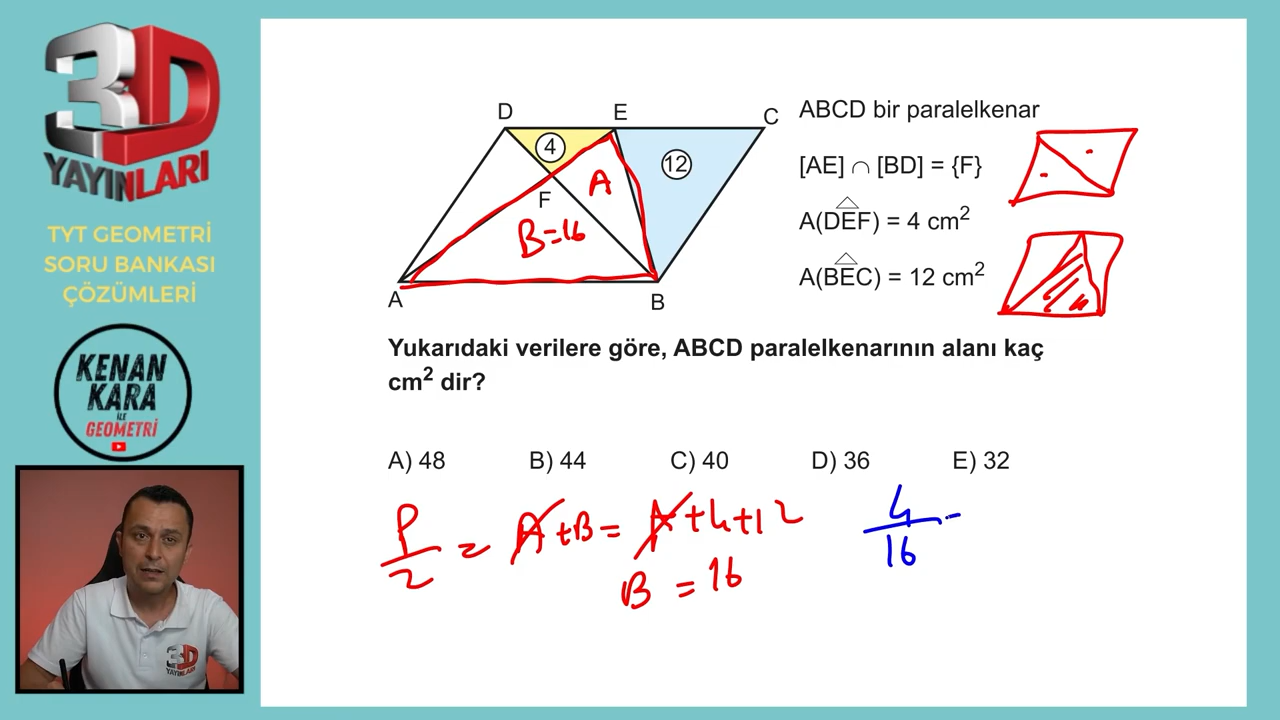 3D
YAYINLARI
TYT GEOMETRİ
SORU BANKASI
ÇÖZÜMLERİ
KENAN
KARA
İLE
GEOMETRİ
3D
YAYINLARI
D
E
C
4
12
F
A
B=16
A
B
ABCD bir paralelkenar
[AE] ∩ [BD] = {F}
A(DEF) = 4 cm²
A(BEC) = 12 cm²
Yukarıdaki verilere göre, ABCD paralelkenarının alanı kaç
cm² dir?
A) 48 B) 44 C) 40 D) 36 E) 32
P/2 = A+B = A+4+12
B = 16
4/16 =